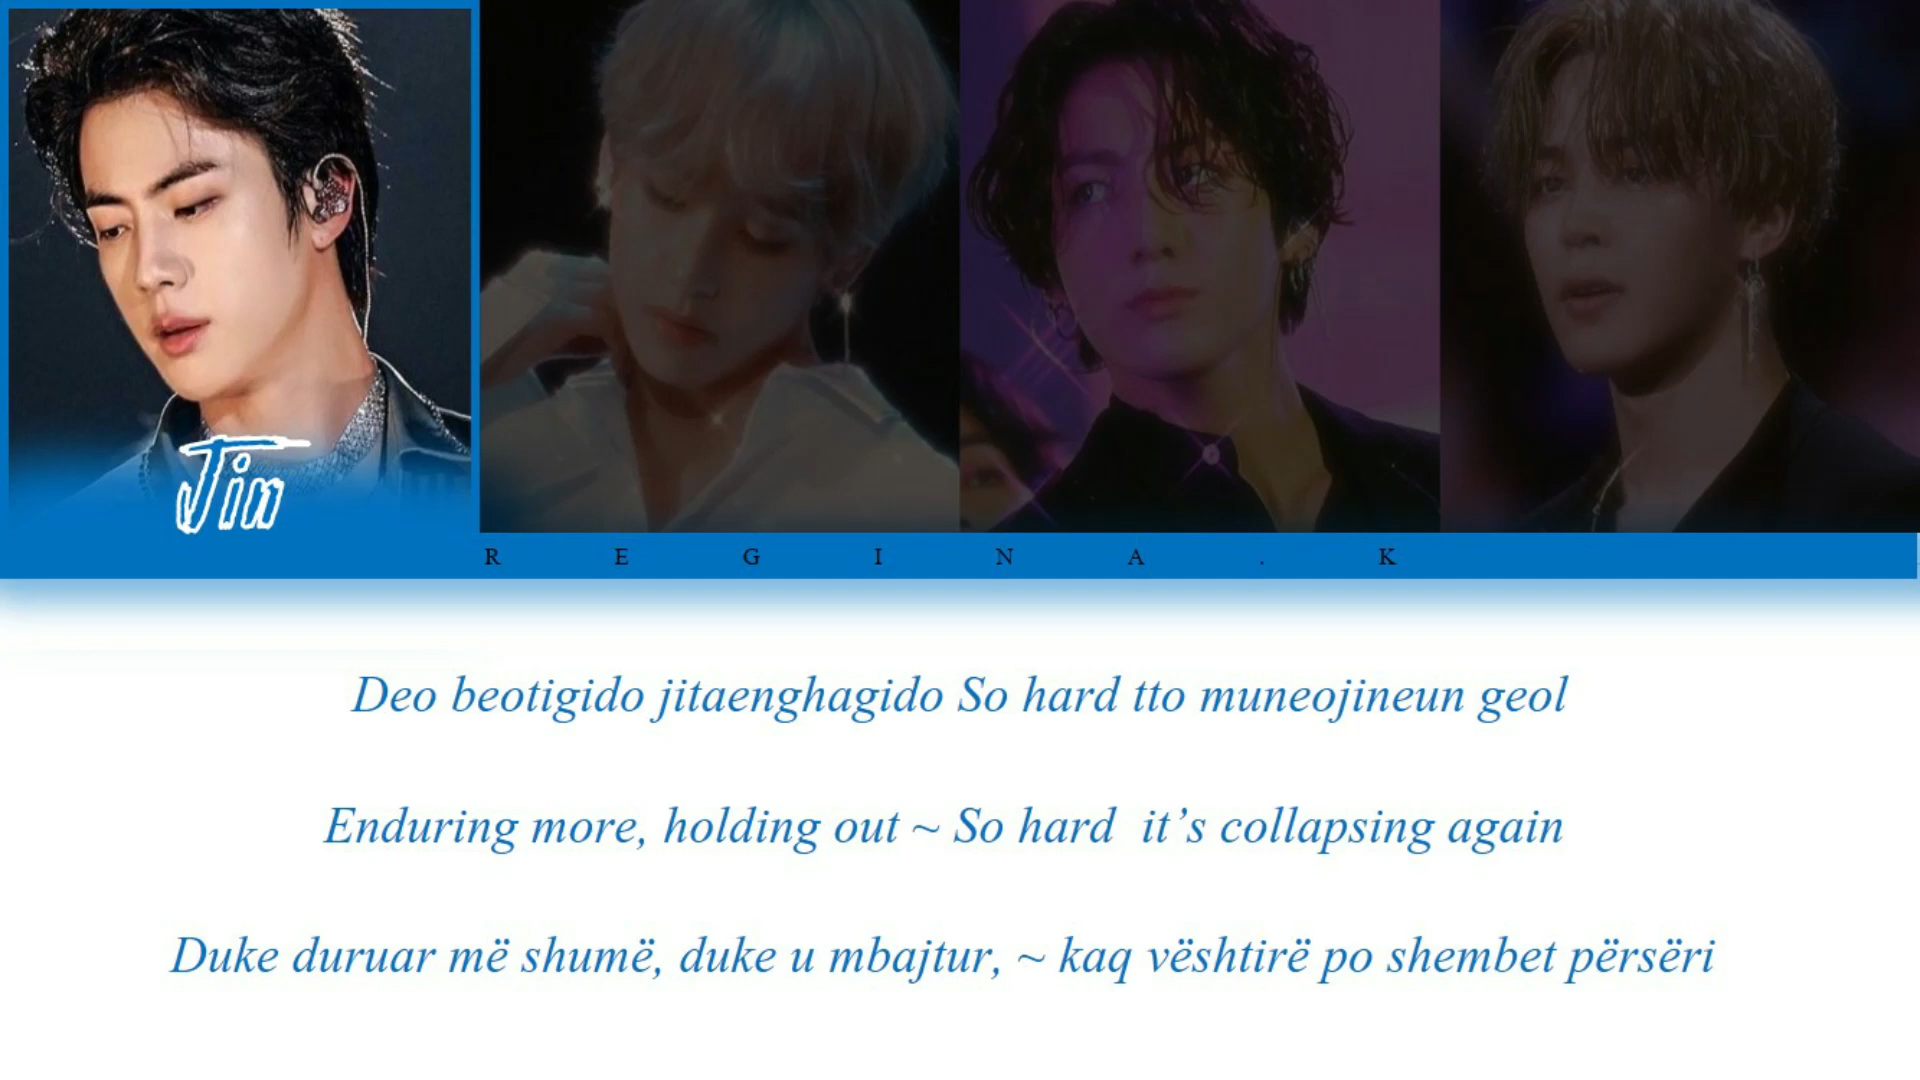 Jin
R E G I N A . K
Deo beotigido jitaenghagido So hard tto muneojineun geol
Enduring more, holding out ~ So hard it’s collapsing again
Duke duruar më shumë, duke u mbajtur, ~ kaq vështirë po shembet përsëri